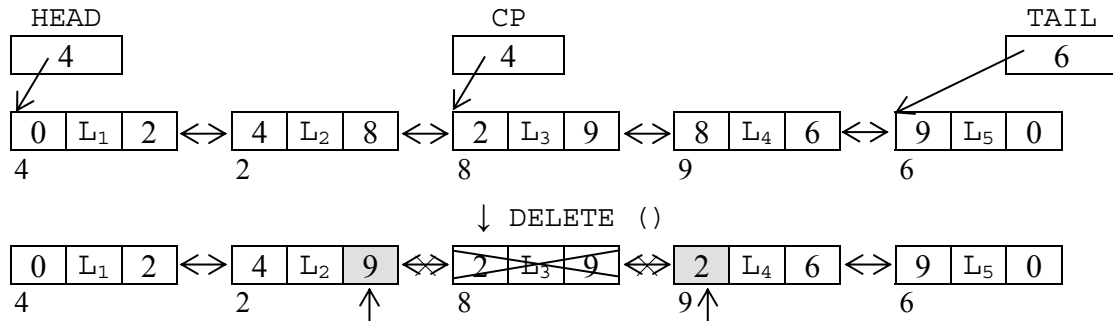 HEAD CP TAIL
4 4 6
0 L₁ 2 4 L₂ 8 2 L₃ 9 8 L₄ 6 9 L₅ 0
4 2 8 9 6
↓ DELETE ()
0 L₁ 2 4 L₂ 9 2 L₃ 9 2 L₄ 6 9 L₅ 0
4 2 8 9 6